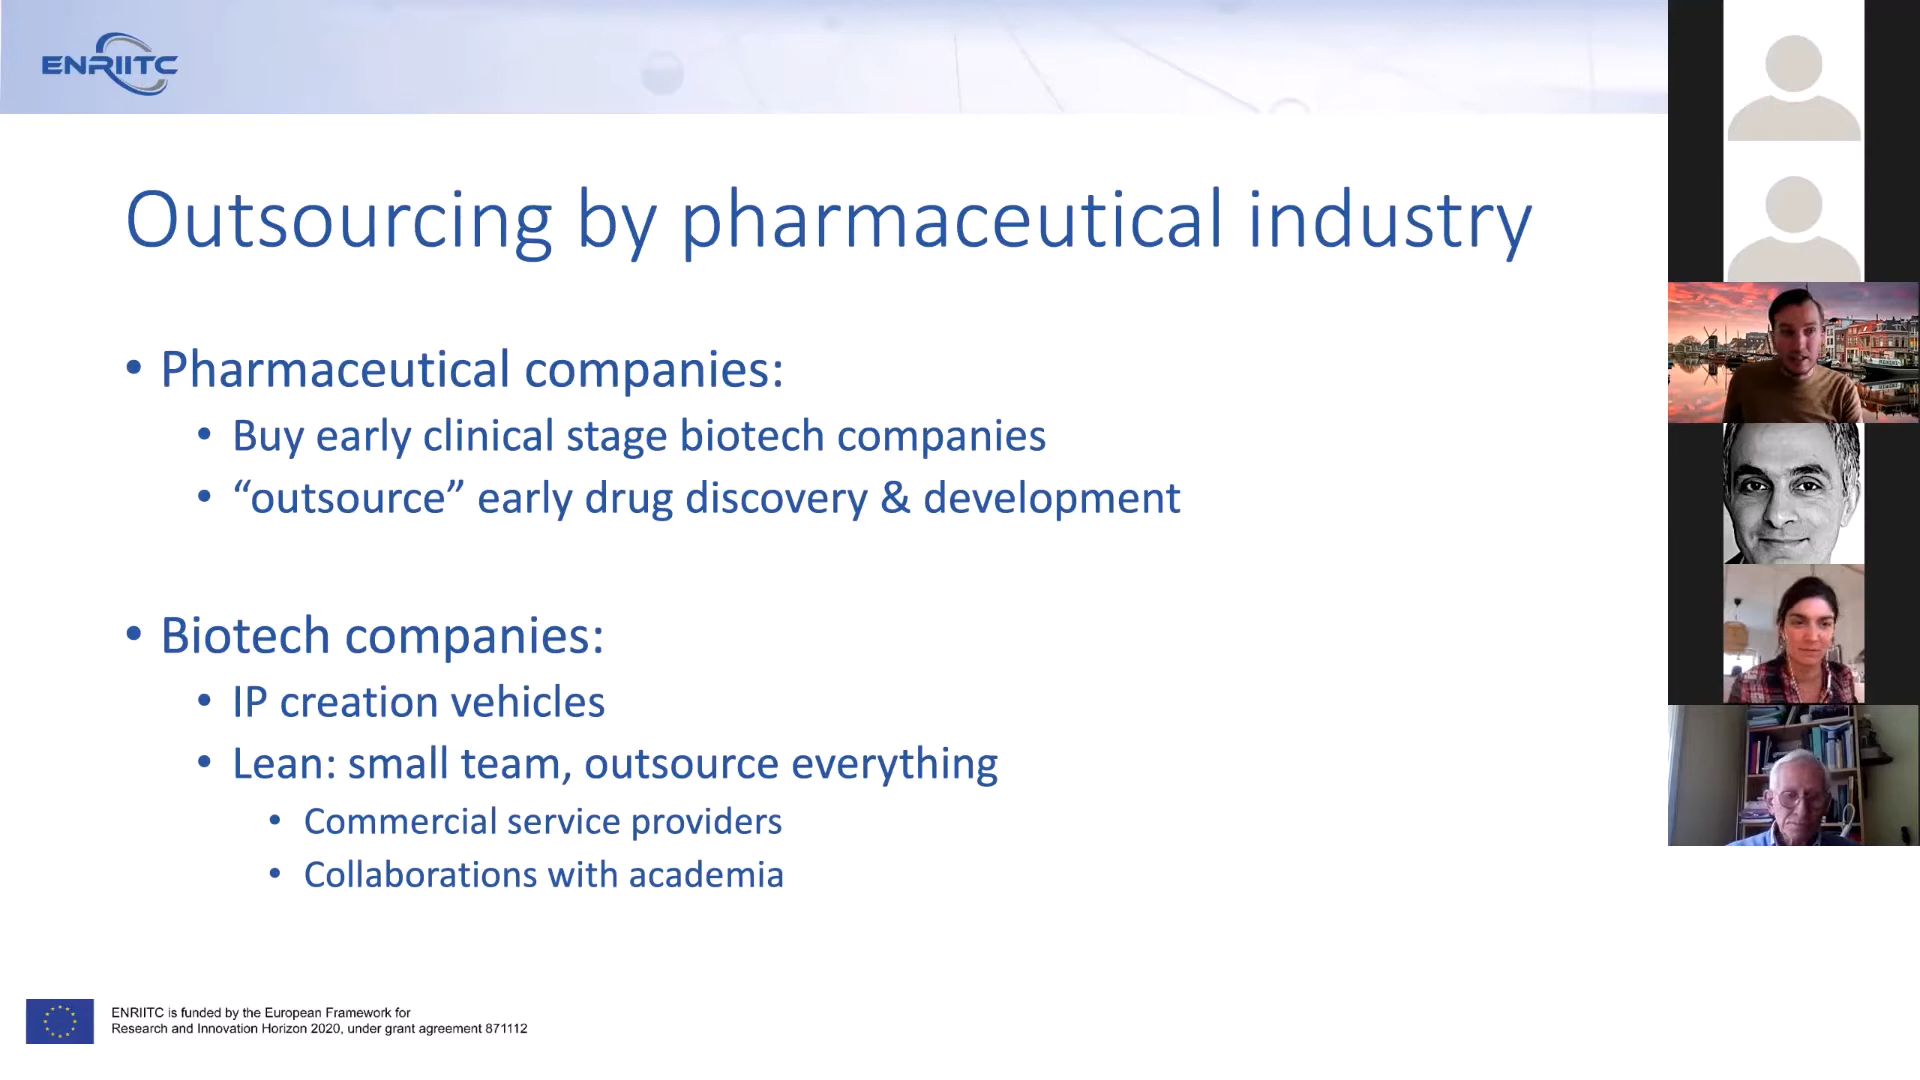 ENRIITC
Outsourcing by pharmaceutical industry
• Pharmaceutical companies:
• Buy early clinical stage biotech companies
• “outsource” early drug discovery & development
• Biotech companies:
• IP creation vehicles
• Lean: small team, outsource everything
• Commercial service providers
• Collaborations with academia
ENRIITC is funded by the European Framework for
Research and Innovation Horizon 2020, under grant agreement 871112